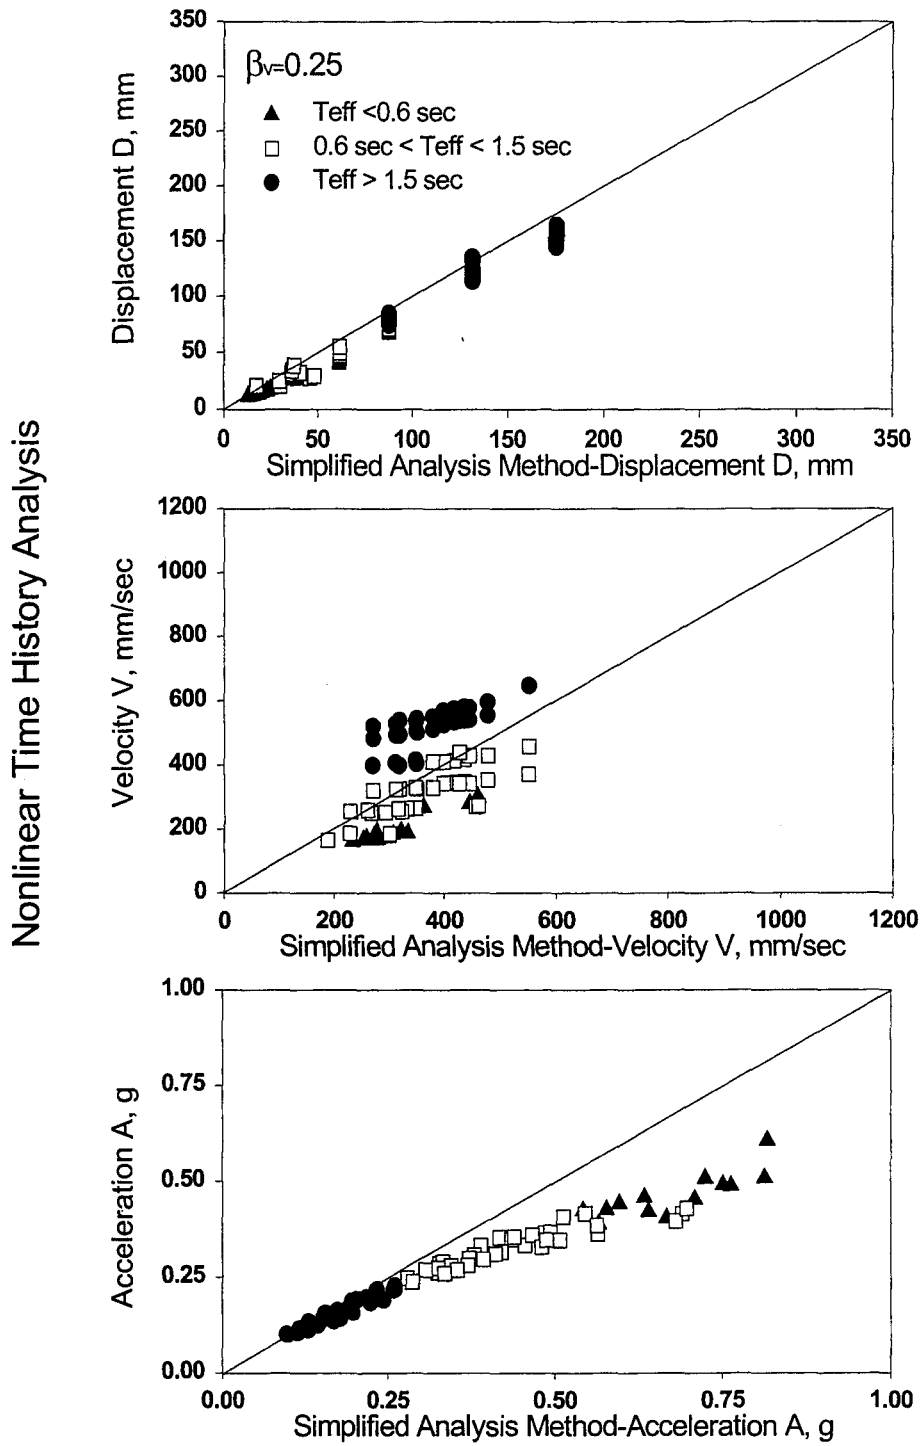 Nonlinear Time History Analysis
Displacement D, mm
350
300
250
200
150
100
50
0
βv=0.25
Teff <0.6 sec
0.6 sec < Teff < 1.5 sec
Teff > 1.5 sec
0 50 100 150 200 250 300 350
Simplified Analysis Method-Displacement D, mm
Velocity V, mm/sec
1200
1000
800
600
400
200
0
0 200 400 600 800 1000 1200
Simplified Analysis Method-Velocity V, mm/sec
Acceleration A, g
1.00
0.75
0.50
0.25
0.00
0.00 0.25 0.50 0.75 1.00
Simplified Analysis Method-Acceleration A, g